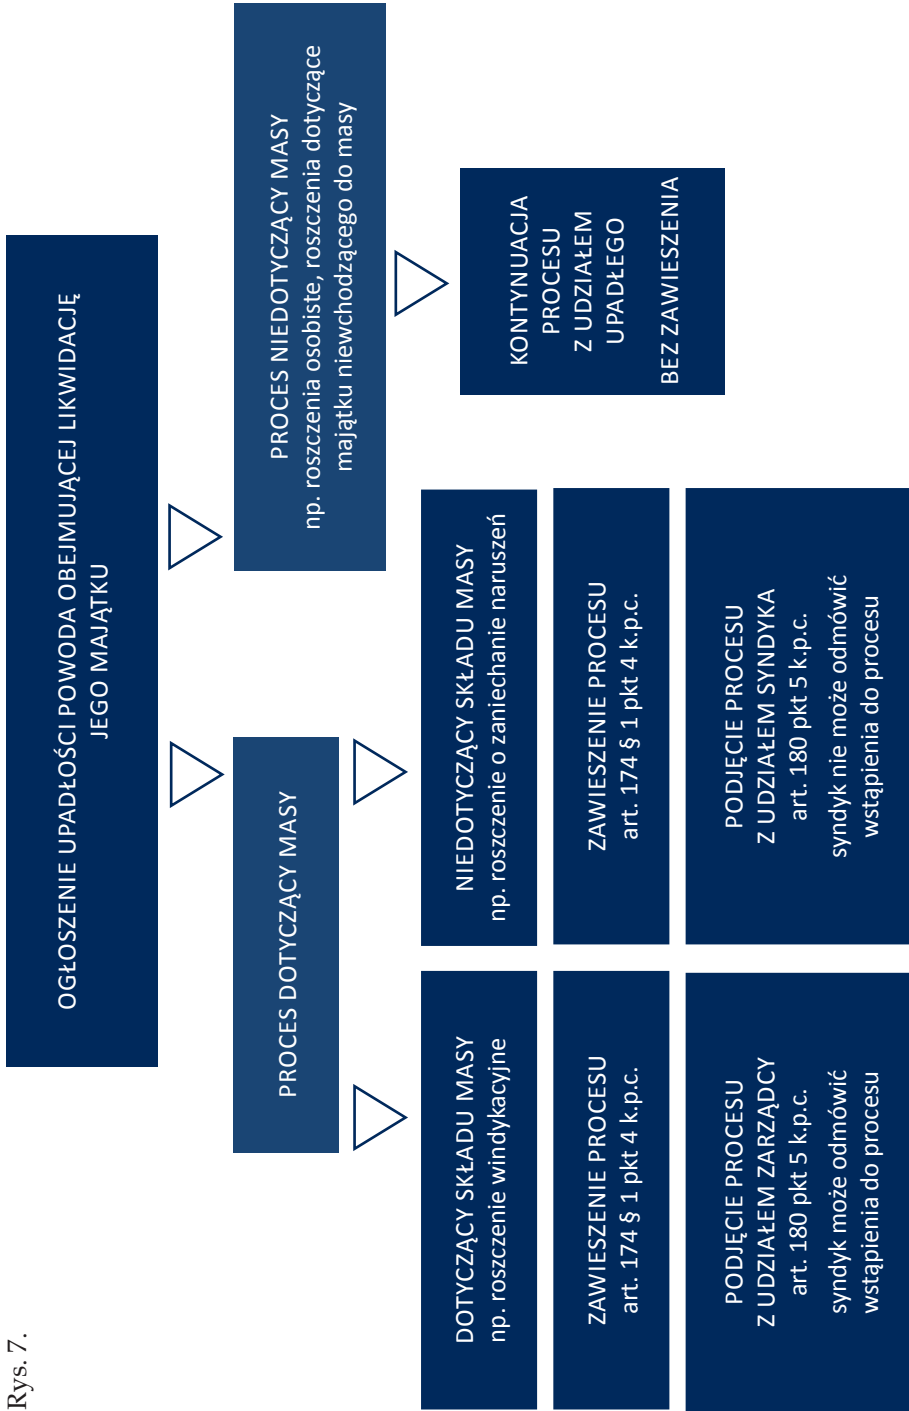 Rys. 7.
OGŁOSZENIE UPADŁOŚCI POWODA OBEJMUJĄCEJ LIKWIDACJĘ
JEGO MAJĄTKU
PROCES DOTYCZĄCY MASY
PROCES NIEDOTYCZĄCY MASY
np. roszczenia osobiste, roszczenia dotyczące
majątku niewchodzącego do masy
DOTYCZĄCY SKŁADU MASY
np. roszczenie windykacyjne
NIEDOTYCZĄCY SKŁADU MASY
np. roszczenie o zaniechanie naruszeń
KONTYNUACJA
PROCESU
Z UDZIAŁEM
UPADŁEGO
BEZ ZAWIESZENIA
ZAWIESZENIE PROCESU
art. 174 § 1 pkt 4 k.p.c.
ZAWIESZENIE PROCESU
art. 174 § 1 pkt 4 k.p.c.
PODJĘCIE PROCESU
Z UDZIAŁEM ZARZĄDCY
art. 180 pkt 5 k.p.c.
syndyk może odmówić
wstąpienia do procesu
PODJĘCIE PROCESU
Z UDZIAŁEM SYNDYKA
art. 180 pkt 5 k.p.c.
syndyk nie może odmówić
wstąpienia do procesu